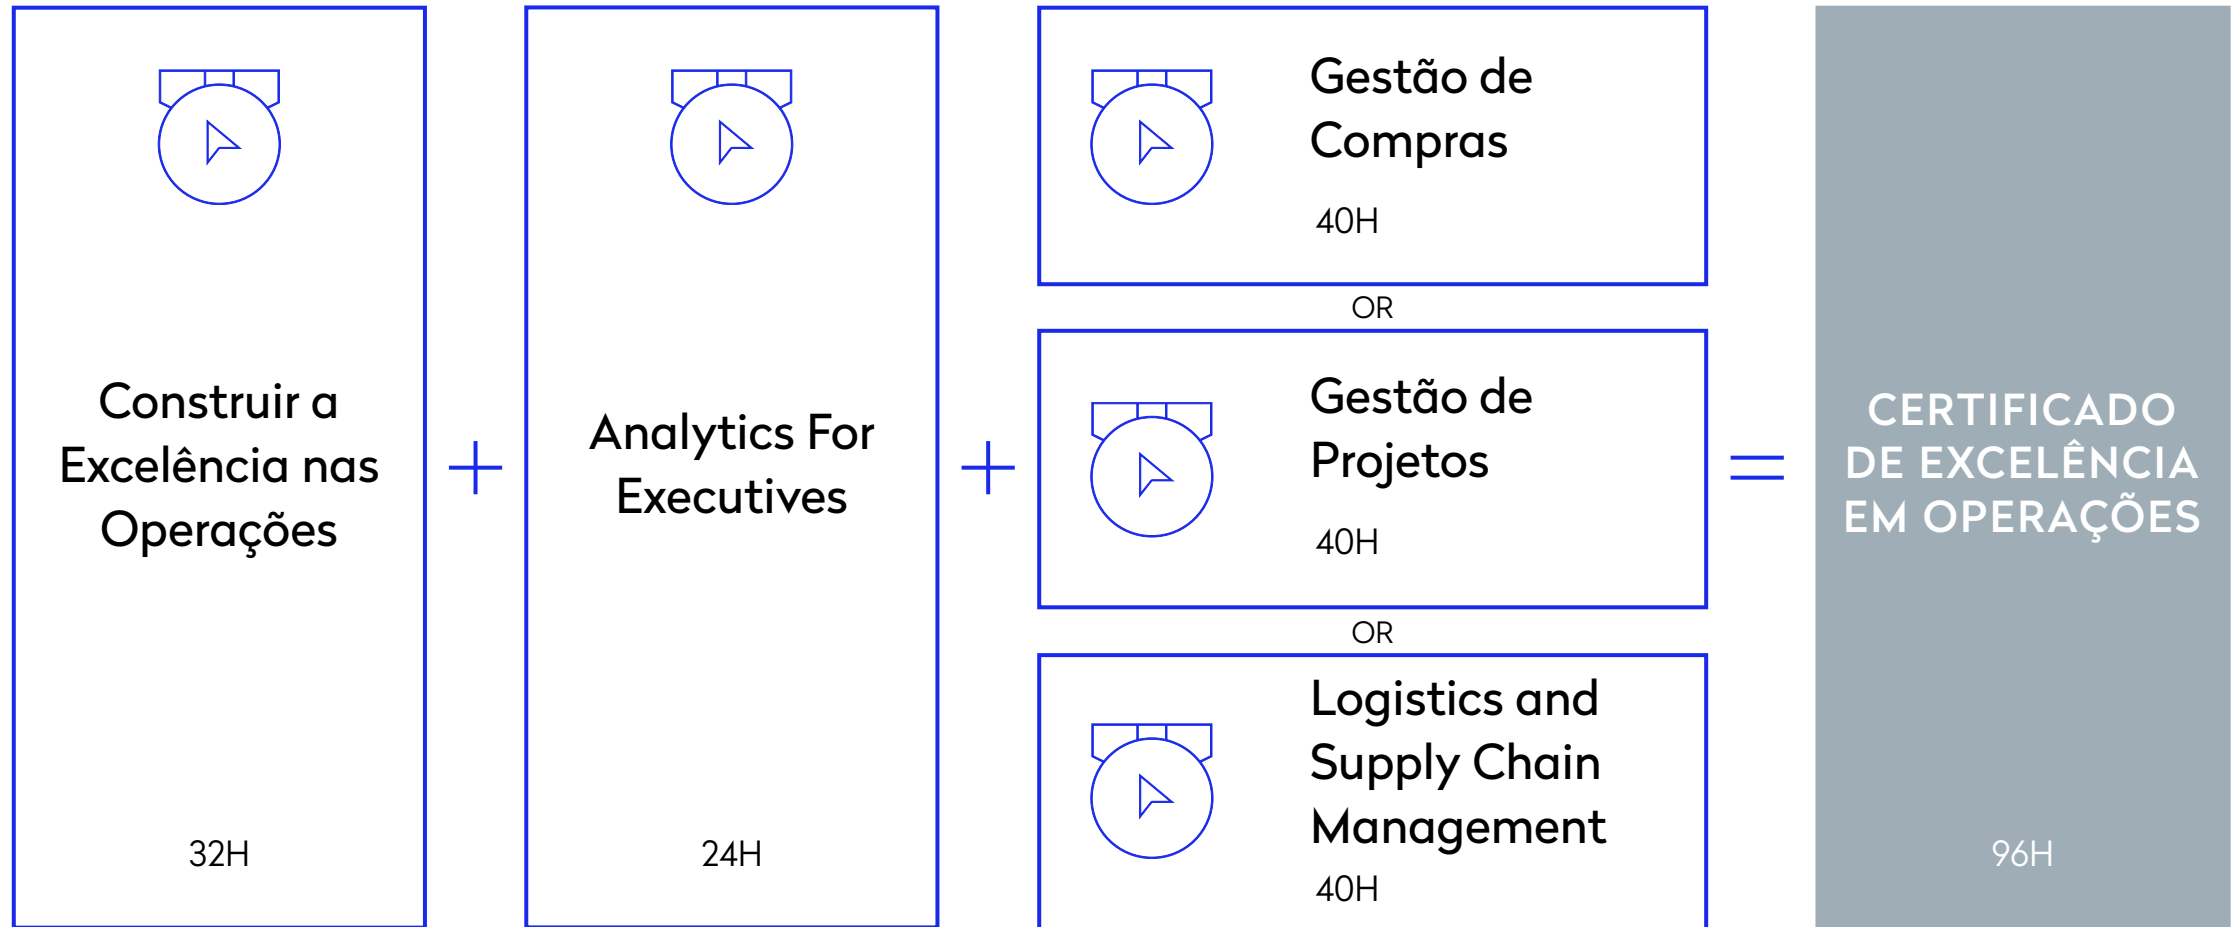 Construir a
Excelência nas
Operações
32H
Analytics For
Executives
24H
Gestão de
Compras
40H
OR
Gestão de
Projetos
40H
OR
Logistics and
Supply Chain
Management
40H
CERTIFICADO
DE EXCELÊNCIA
EM OPERAÇÕES
96H